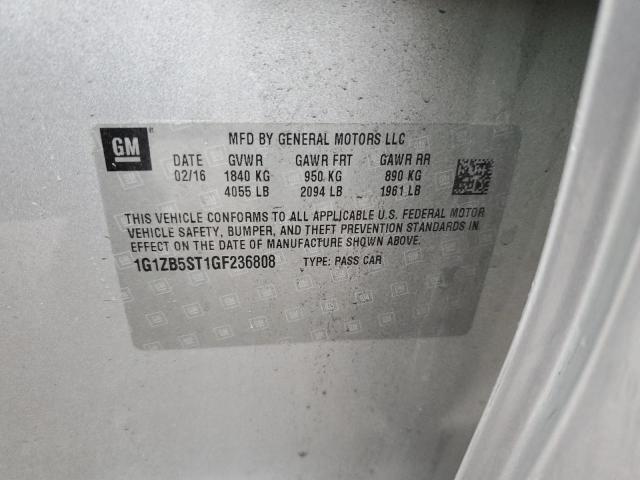 GM
MFD BY GENERAL MOTORS LLC
DATE GVWR GAWR FRT GAWR RR
02/16 1840 KG 950 KG 890 KG
4055 LB 2094 LB 1961 LB
THIS VEHICLE CONFORMS TO ALL APPLICABLE U.S. FEDERAL MOTOR
VEHICLE SAFETY, BUMPER, AND THEFT PREVENTION STANDARDS IN
EFFECT ON THE DATE OF MANUFACTURE SHOWN ABOVE.
1G1ZB5ST1GF236808 TYPE: PASS CAR